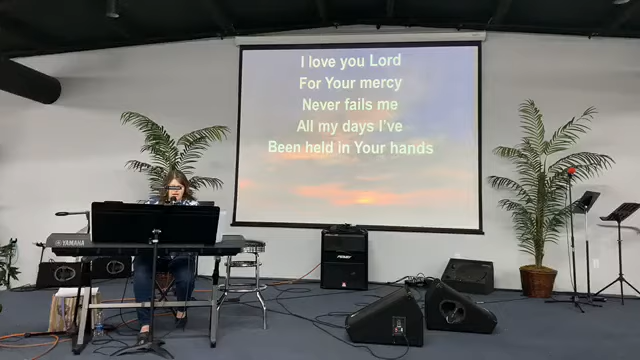 I love you Lord
For Your mercy
Never fails me
All my days I've
Been held in Your hands
YAMAHA
PEAVEY